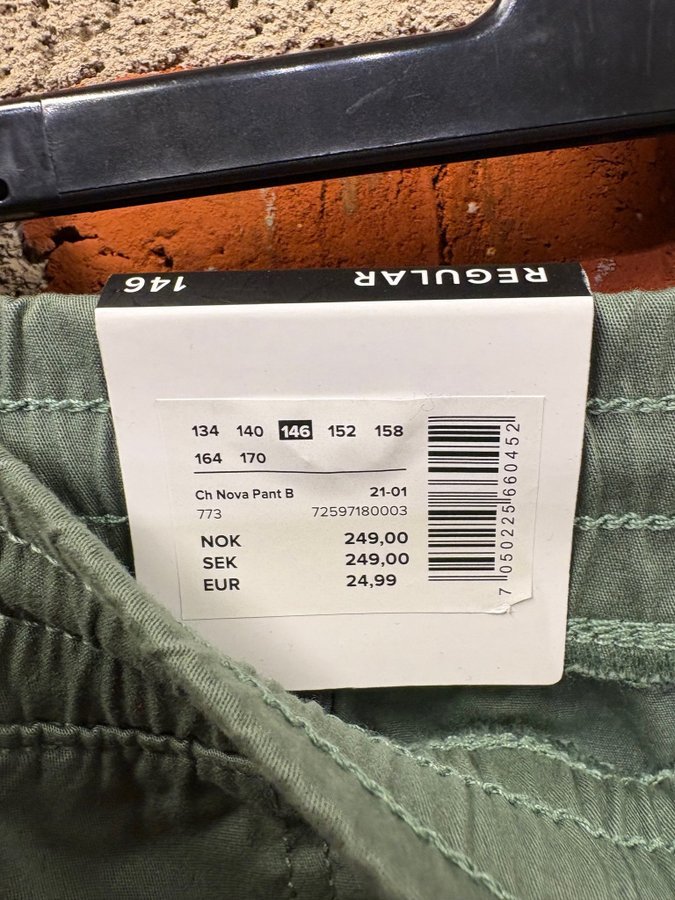 REGULAR 146
134 140 146 152 158
164 170
Ch Nova Pant B 21-01
773 72597180003
NOK 249,00
SEK 249,00
EUR 24,99
7 050225 660452